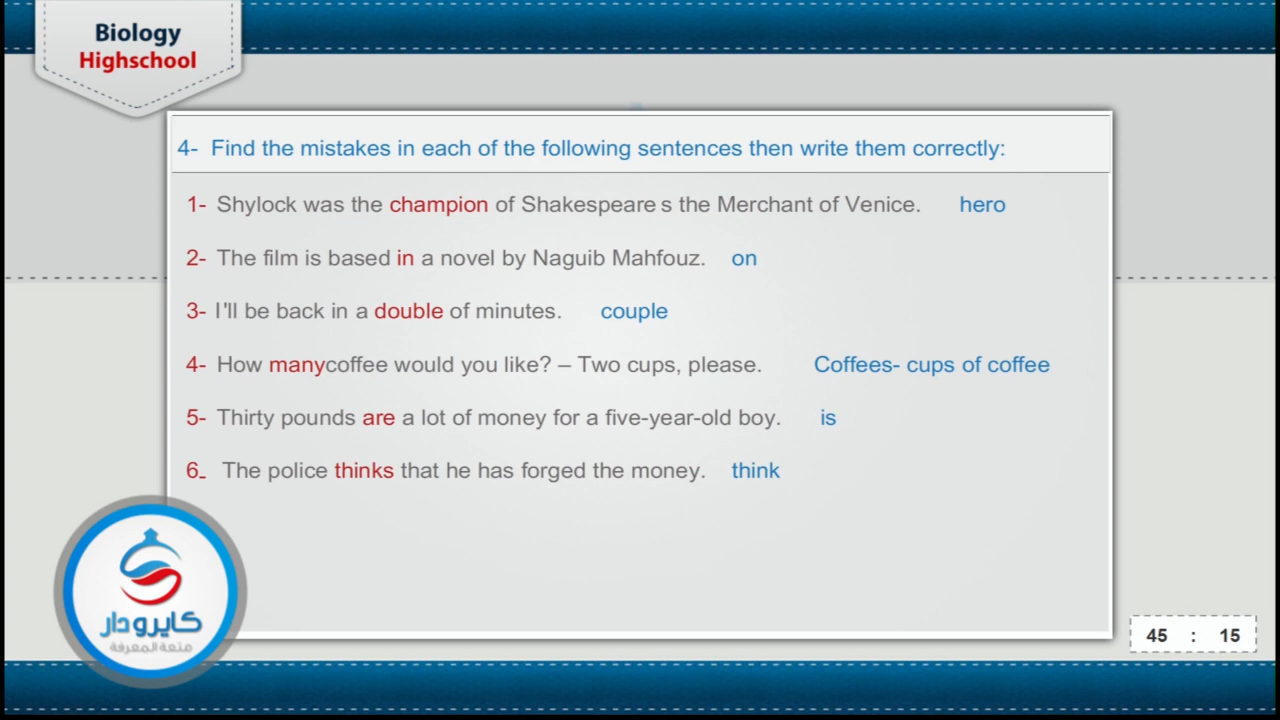 Biology
Highschool
4- Find the mistakes in each of the following sentences then write them correctly:
1- Shylock was the champion of Shakespeare s the Merchant of Venice. hero
2- The film is based in a novel by Naguib Mahfouz. on
3- I'll be back in a double of minutes. couple
4- How manycoffee would you like? – Two cups, please. Coffees- cups of coffee
5- Thirty pounds are a lot of money for a five-year-old boy. is
6- The police thinks that he has forged the money. think
كايرودار
متعة المعرفة
45 : 15